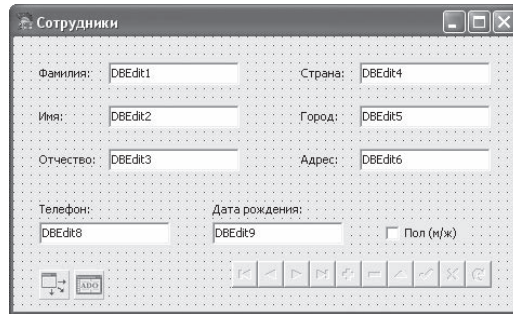 Сотрудники
Фамилия: DBEdit1 Страна: DBEdit4
Имя: DBEdit2 Город: DBEdit5
Отчество: DBEdit3 Адрес: DBEdit6
Телефон: Дата рождения:
DBEdit8 DBEdit9 Пол (м/ж)
ADO